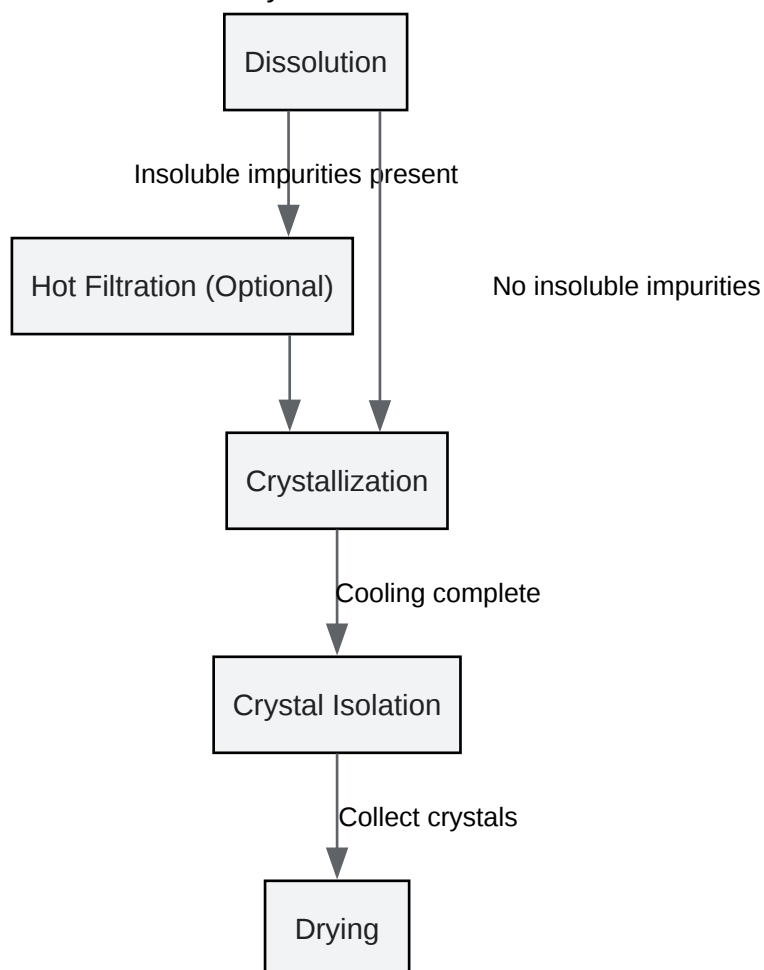 Dissolution
Insoluble impurities present
Hot Filtration (Optional)
No insoluble impurities
Crystallization
Cooling complete
Crystal Isolation
Collect crystals
Drying